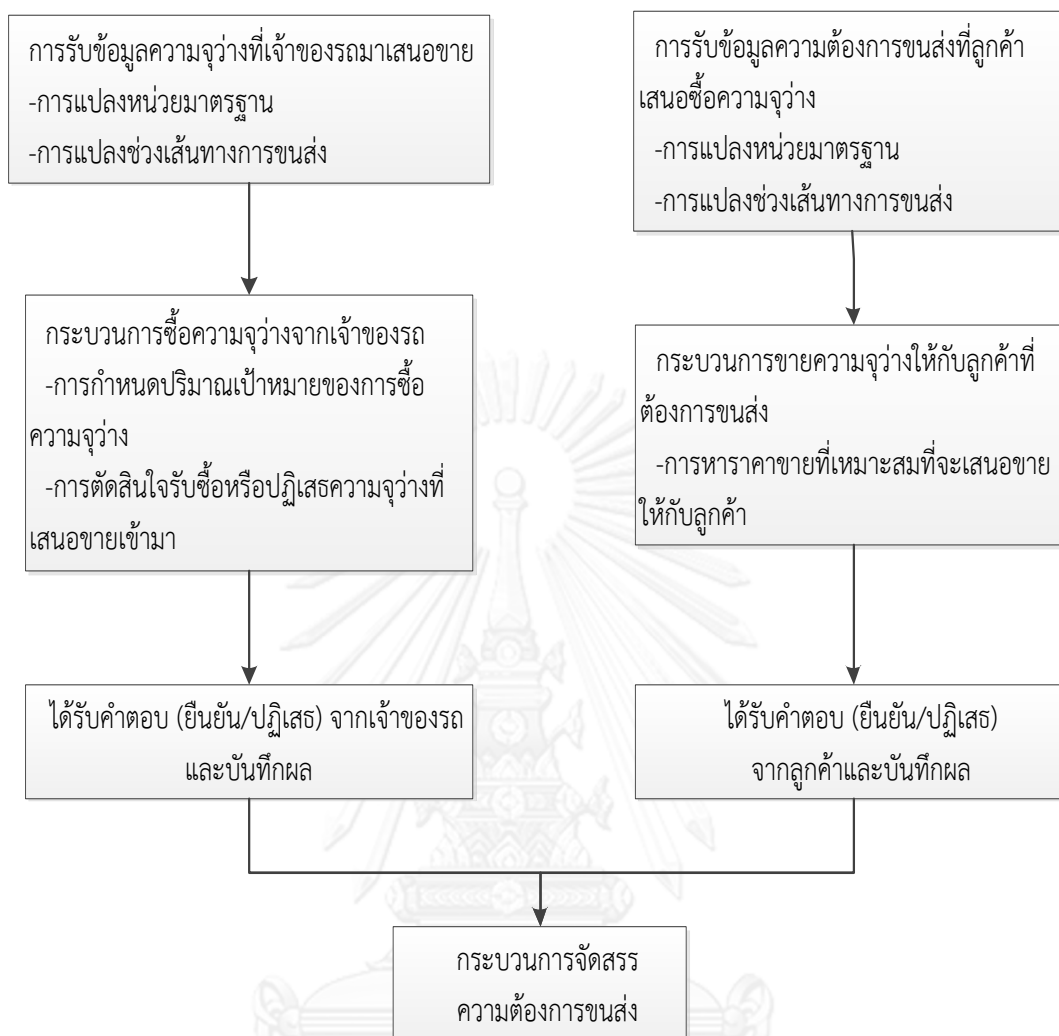 การรับข้อมูลความจุว่างที่เจ้าของรถมาเสนอขาย
-การแปลงหน่วยมาตรฐาน
-การแปลงช่วงเส้นทางการขนส่ง
การรับข้อมูลความต้องการขนส่งที่ลูกค้า
เสนอซื้อความจุว่าง
-การแปลงหน่วยมาตรฐาน
-การแปลงช่วงเส้นทางการขนส่ง
กระบวนการซื้อความจุว่างจากเจ้าของรถ
-การกำหนดปริมาณเป้าหมายของการซื้อ
ความจุว่าง
-การตัดสินใจรับซื้อหรือปฏิเสธความจุว่างที่
เสนอขายเข้ามา
กระบวนการขายความจุว่างให้กับลูกค้าที่
ต้องการขนส่ง
-การหาราคาขายที่เหมาะสมที่จะเสนอขาย
ให้กับลูกค้า
ได้รับคำตอบ (ยืนยัน/ปฏิเสธ) จากเจ้าของรถ
และบันทึกผล
ได้รับคำตอบ (ยืนยัน/ปฏิเสธ)
จากลูกค้าและบันทึกผล
กระบวนการจัดสรร
ความต้องการขนส่ง